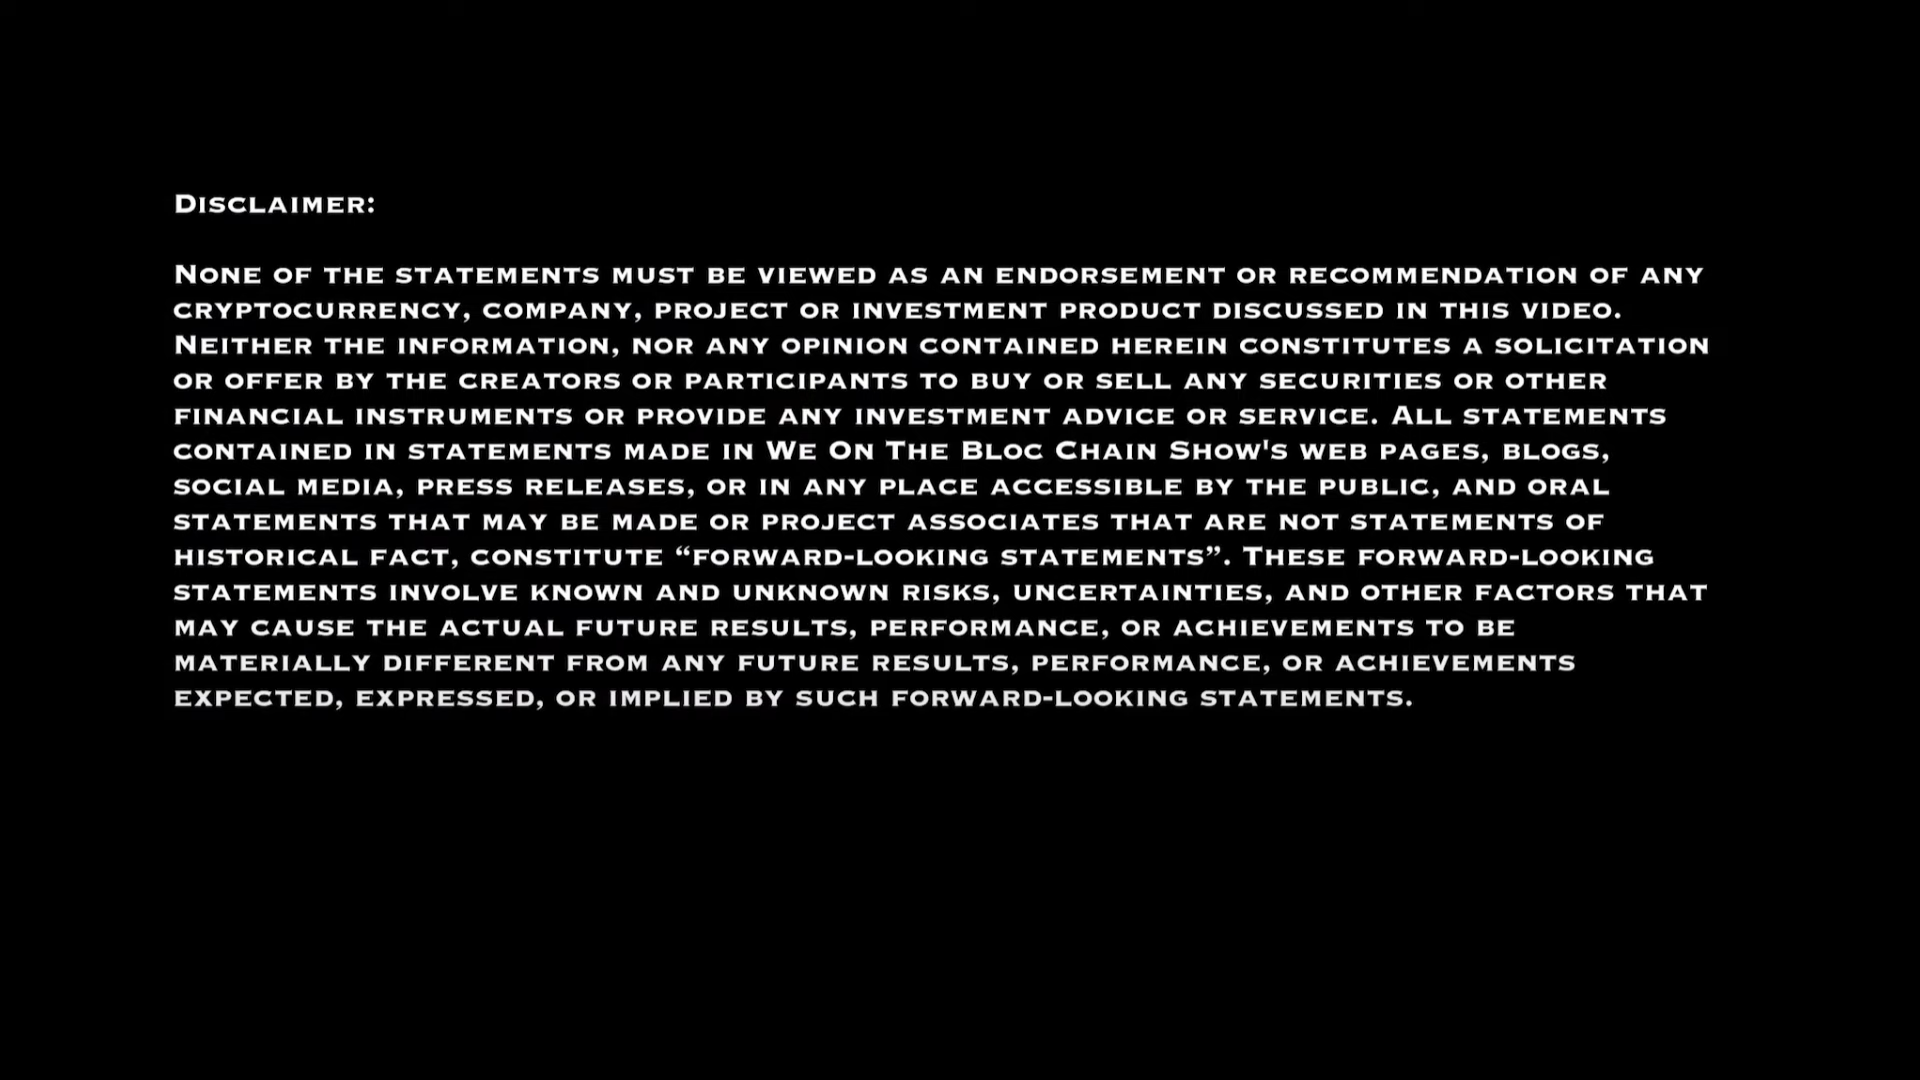 Disclaimer:
None of the statements must be viewed as an endorsement or recommendation of any
cryptocurrency, company, project or investment product discussed in this video.
Neither the information, nor any opinion contained herein constitutes a solicitation
or offer by the creators or participants to buy or sell any securities or other
financial instruments or provide any investment advice or service. All statements
contained in statements made in We On The Bloc Chain Show's web pages, blogs,
social media, press releases, or in any place accessible by the public, and oral
statements that may be made or project associates that are not statements of
historical fact, constitute “forward-looking statements”. These forward-looking
statements involve known and unknown risks, uncertainties, and other factors that
may cause the actual future results, performance, or achievements to be
materially different from any future results, performance, or achievements
expected, expressed, or implied by such forward-looking statements.